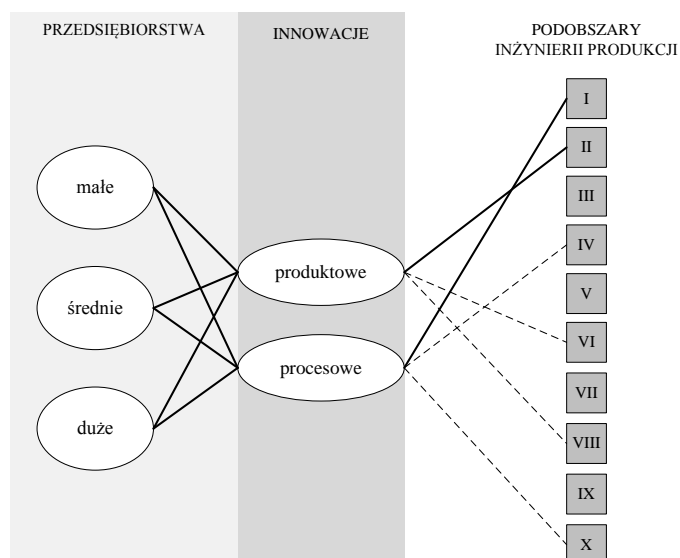 PRZEDSIĘBIORSTWA
INNOWACJE
PODOBSZARY
INŻYNIERII PRODUKCJI
małe
średnie
duże
produktowe
procesowe
I
II
III
IV
V
VI
VII
VIII
IX
X